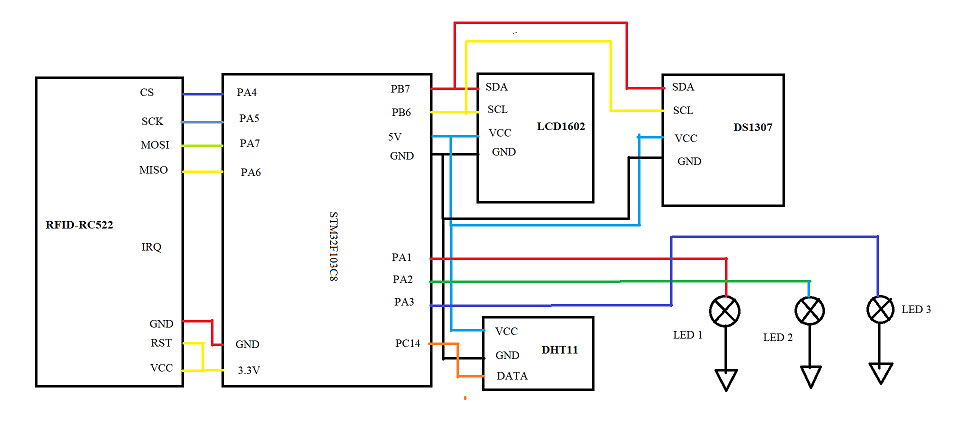 CS
SCK
MOSI
MISO
RFID-RC522
IRQ
GND
RST
VCC
PA4
PA5
PA7
PA6
STM32F103C8
GND
3.3V
PB7
PB6
5V
GND
PA1
PA2
PA3
PC14
SDA
SCL
LCD1602
VCC
GND
SDA
SCL
DS1307
VCC
GND
VCC
DHT11
GND
DATA
LED 1
LED 2
LED 3